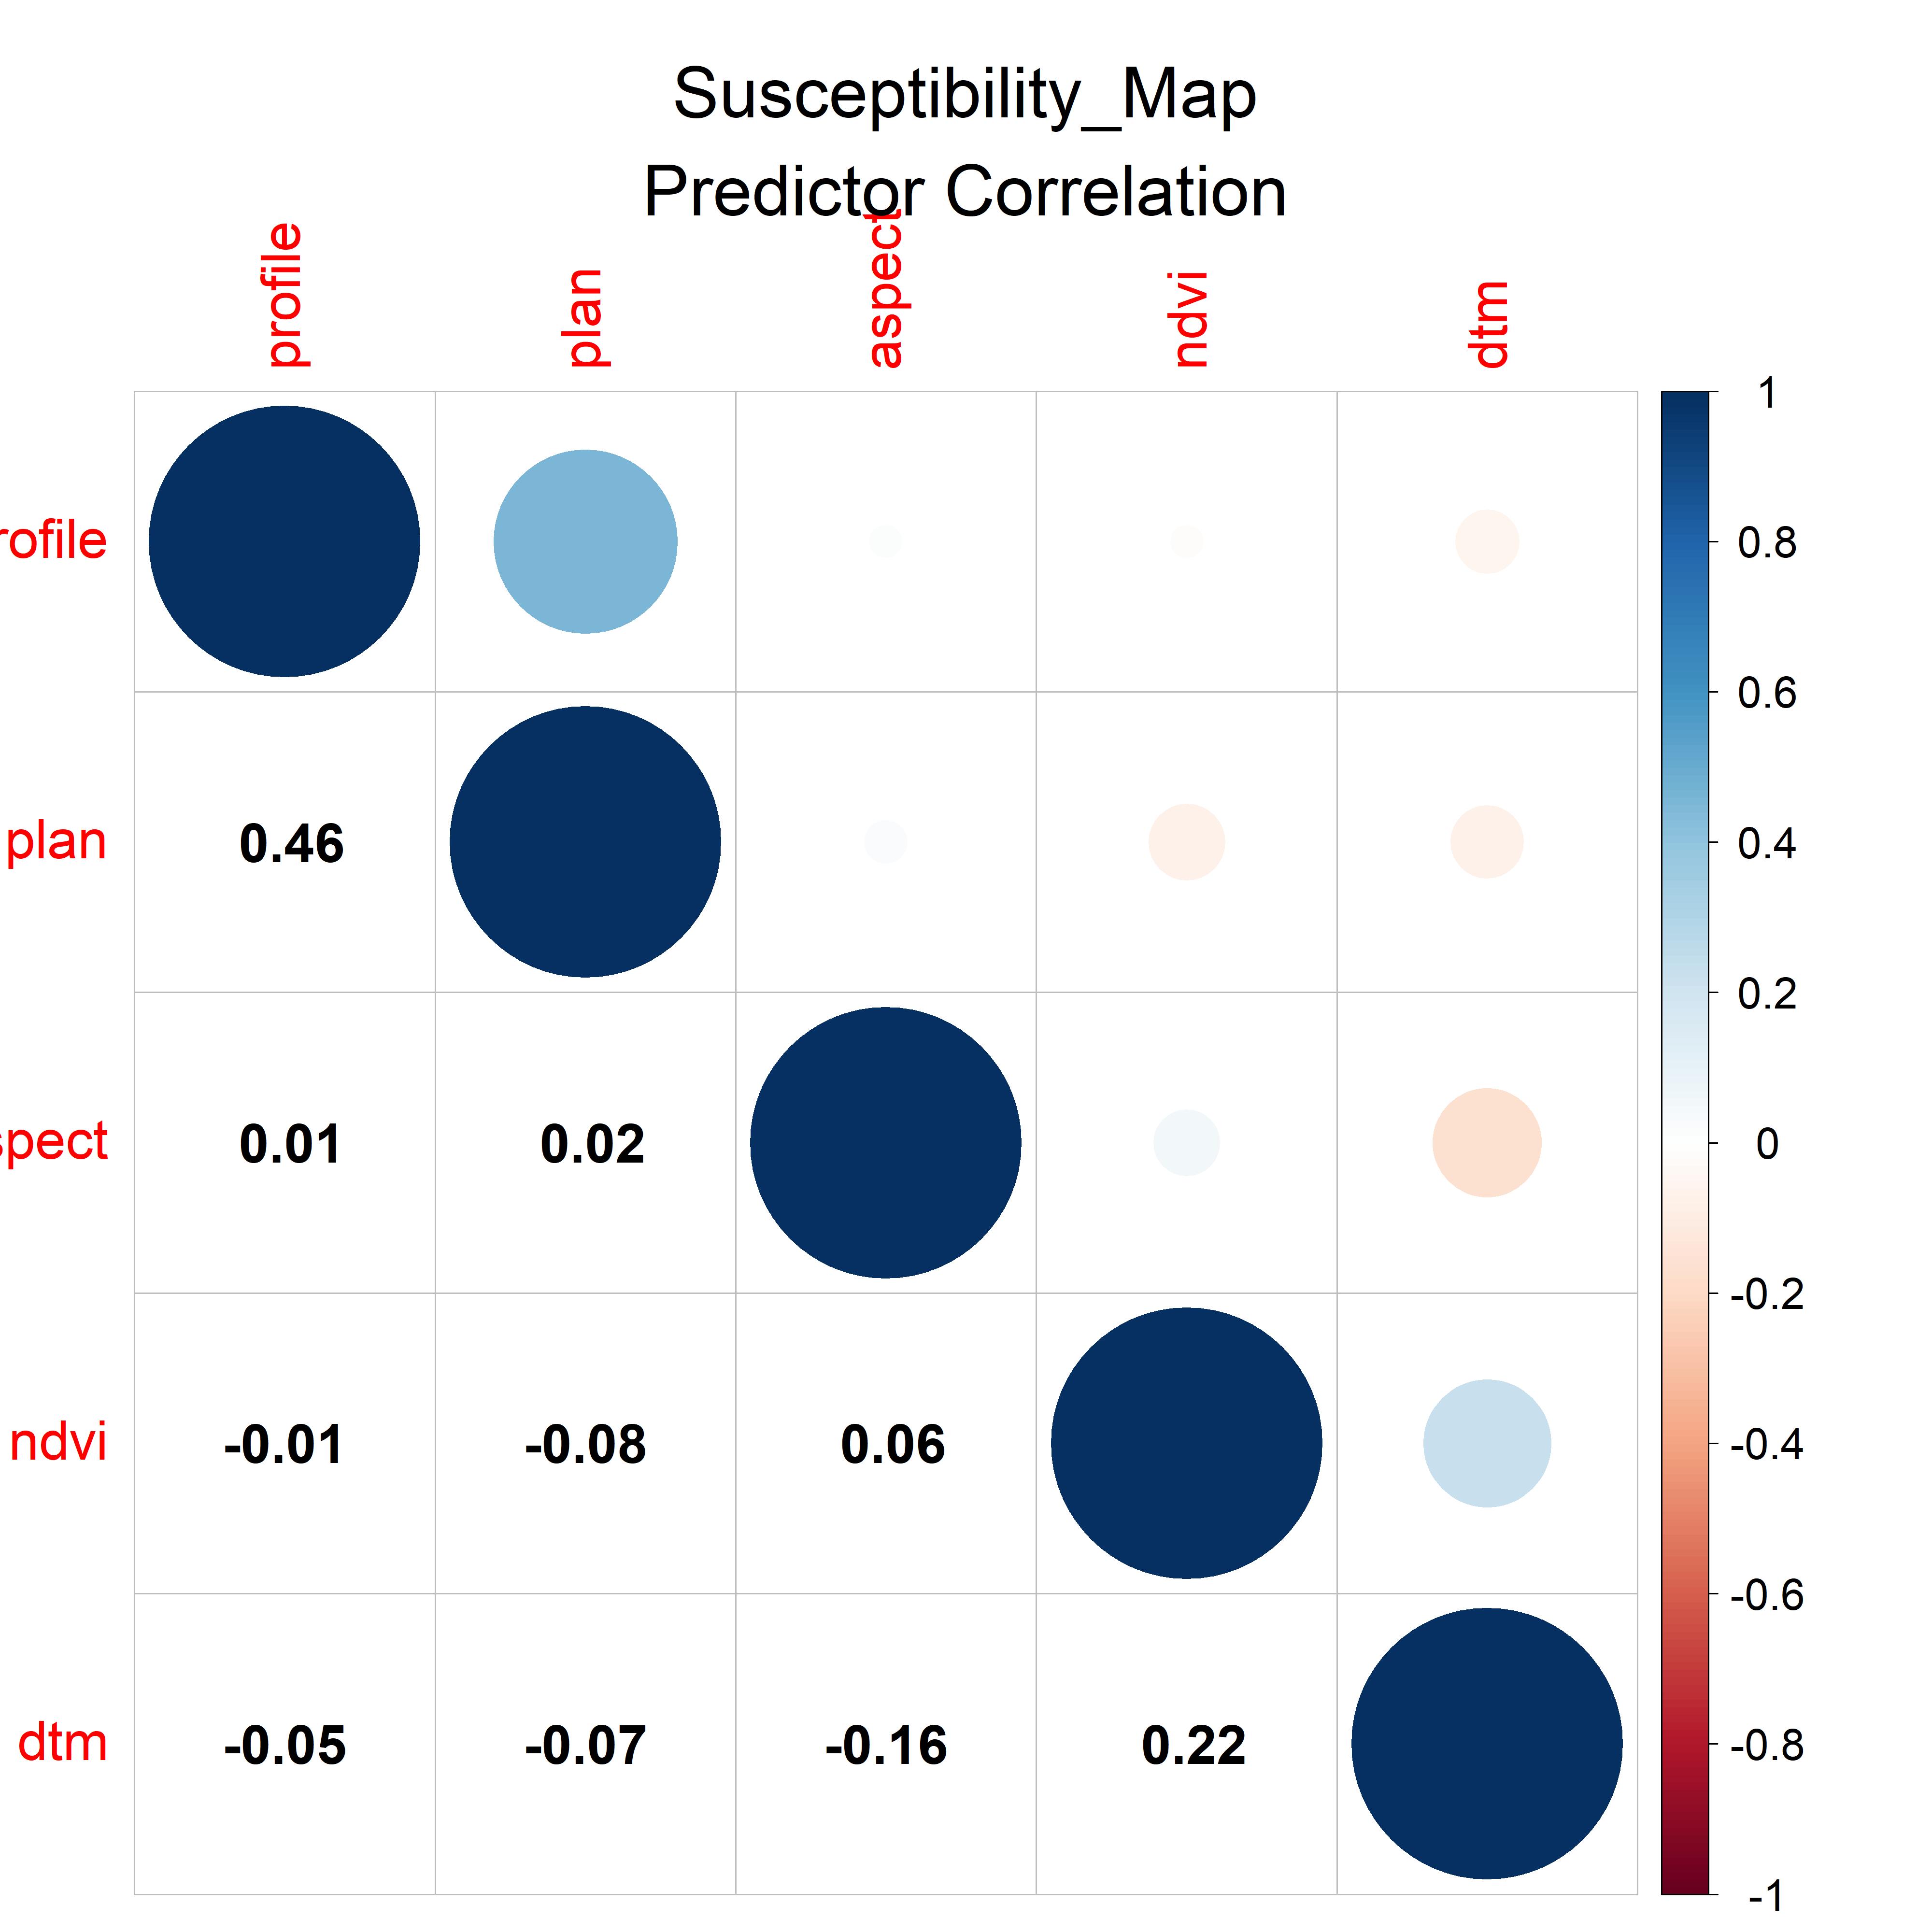 Susceptibility_Map
Predictor Correlation
profile plan aspect ndvi dtm
1
rofile 0.8
0.6
plan 0.46 0.4
0.2
spect 0.01 0.02 0
-0.2
ndvi -0.01 -0.08 0.06 -0.4
-0.6
dtm -0.05 -0.07 -0.16 0.22 -0.8
-1